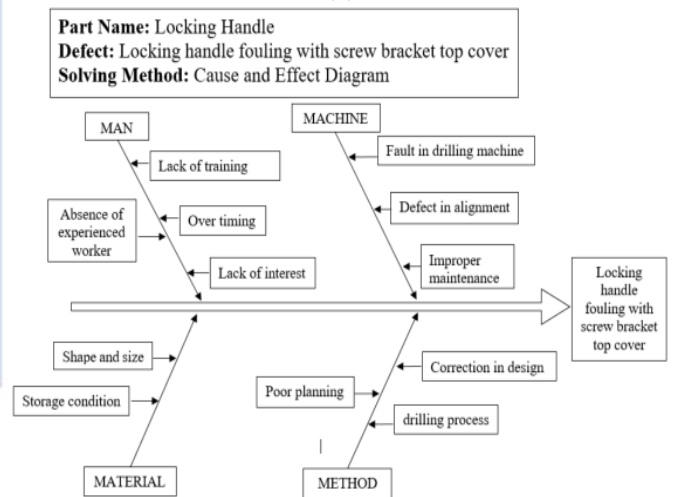 Part Name: Locking Handle
Defect: Locking handle fouling with screw bracket top cover
Solving Method: Cause and Effect Diagram
MAN
MACHINE
Lack of training
Fault in drilling machine
Absence of
experienced
worker
Over timing
Defect in alignment
Lack of interest
Improper
maintenance
Locking
handle
fouling with
screw bracket
top cover
Shape and size
Storage condition
Poor planning
Correction in design
drilling process
MATERIAL
METHOD